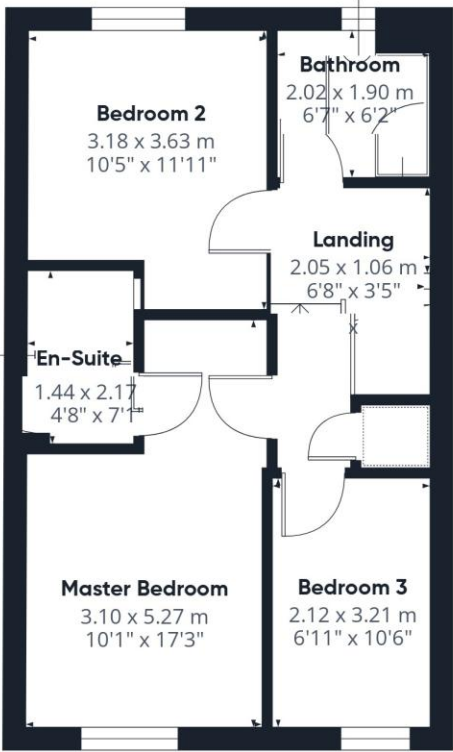 Bathroom
2.02 x 1.90 m
6'7" x 6'2"
Bedroom 2
3.18 x 3.63 m
10'5" x 11'11"
Landing
2.05 x 1.06 m
6'8" x 3'5"
x
En-Suite
1.44 x 2.17
4'8" x 7'1"
Master Bedroom
3.10 x 5.27 m
10'1" x 17'3"
Bedroom 3
2.12 x 3.21 m
6'11" x 10'6"